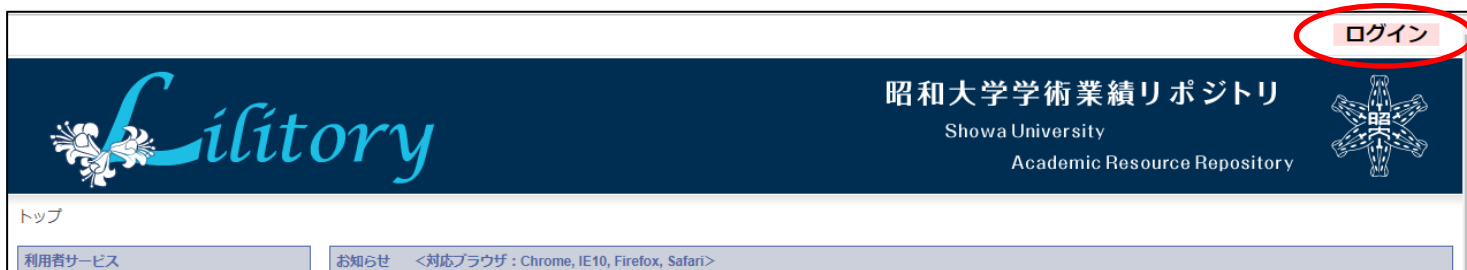 ログイン
Lilitory
昭和大学学術業績リポジトリ
Showa University
Academic Resource Repository
昭大
トップ
利用者サービス
お知らせ <対応ブラウザ：Chrome, IE10, Firefox, Safari>